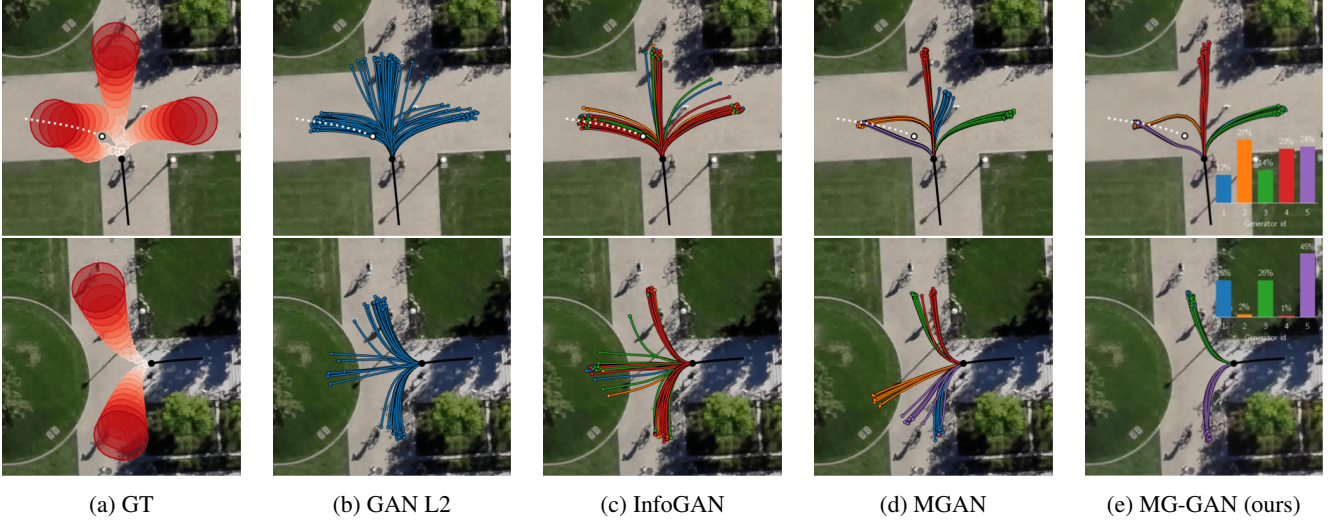 27%
12%
14%
23%
24%
1 2 3 4 5
Generator id
26%
2%
26%
1%
45%
1 2 3 4 5
Generator id
(a) GT
(b) GAN L2
(c) InfoGAN
(d) MGAN
(e) MG-GAN (ours)